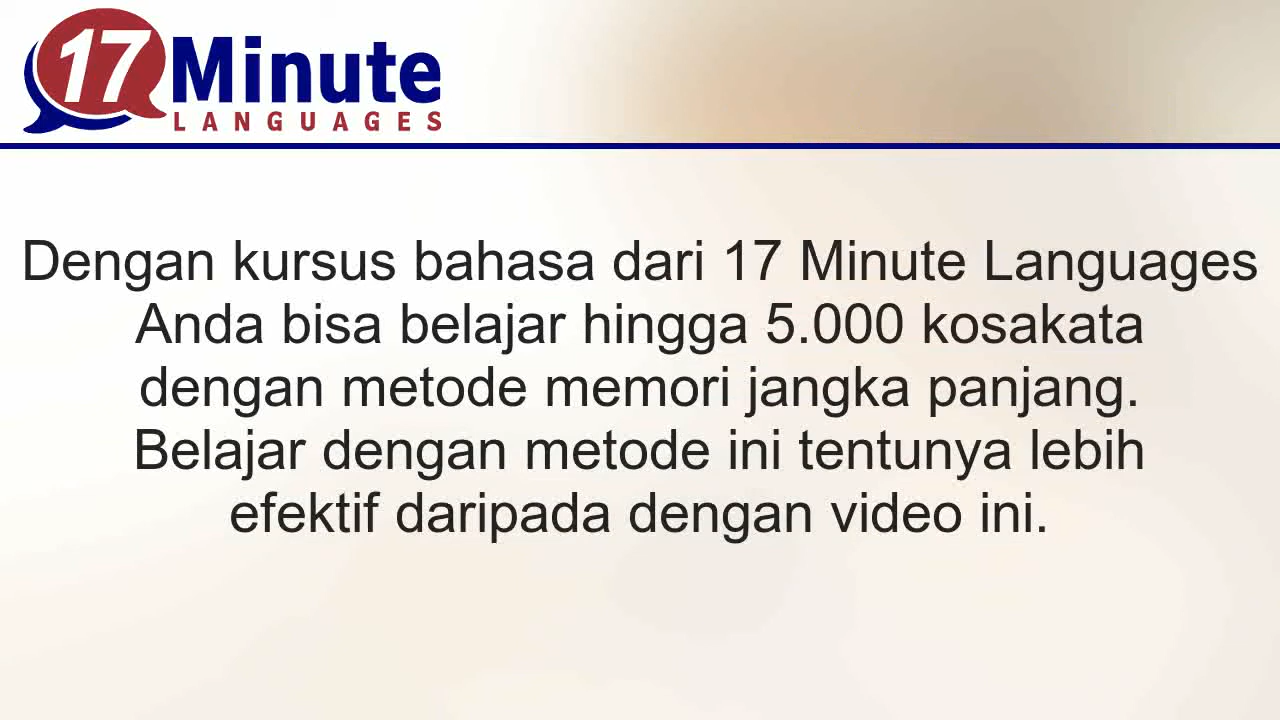 17 Minute
LANGUAGES
Dengan kursus bahasa dari 17 Minute Languages
Anda bisa belajar hingga 5.000 kosakata
dengan metode memori jangka panjang.
Belajar dengan metode ini tentunya lebih
efektif daripada dengan video ini.